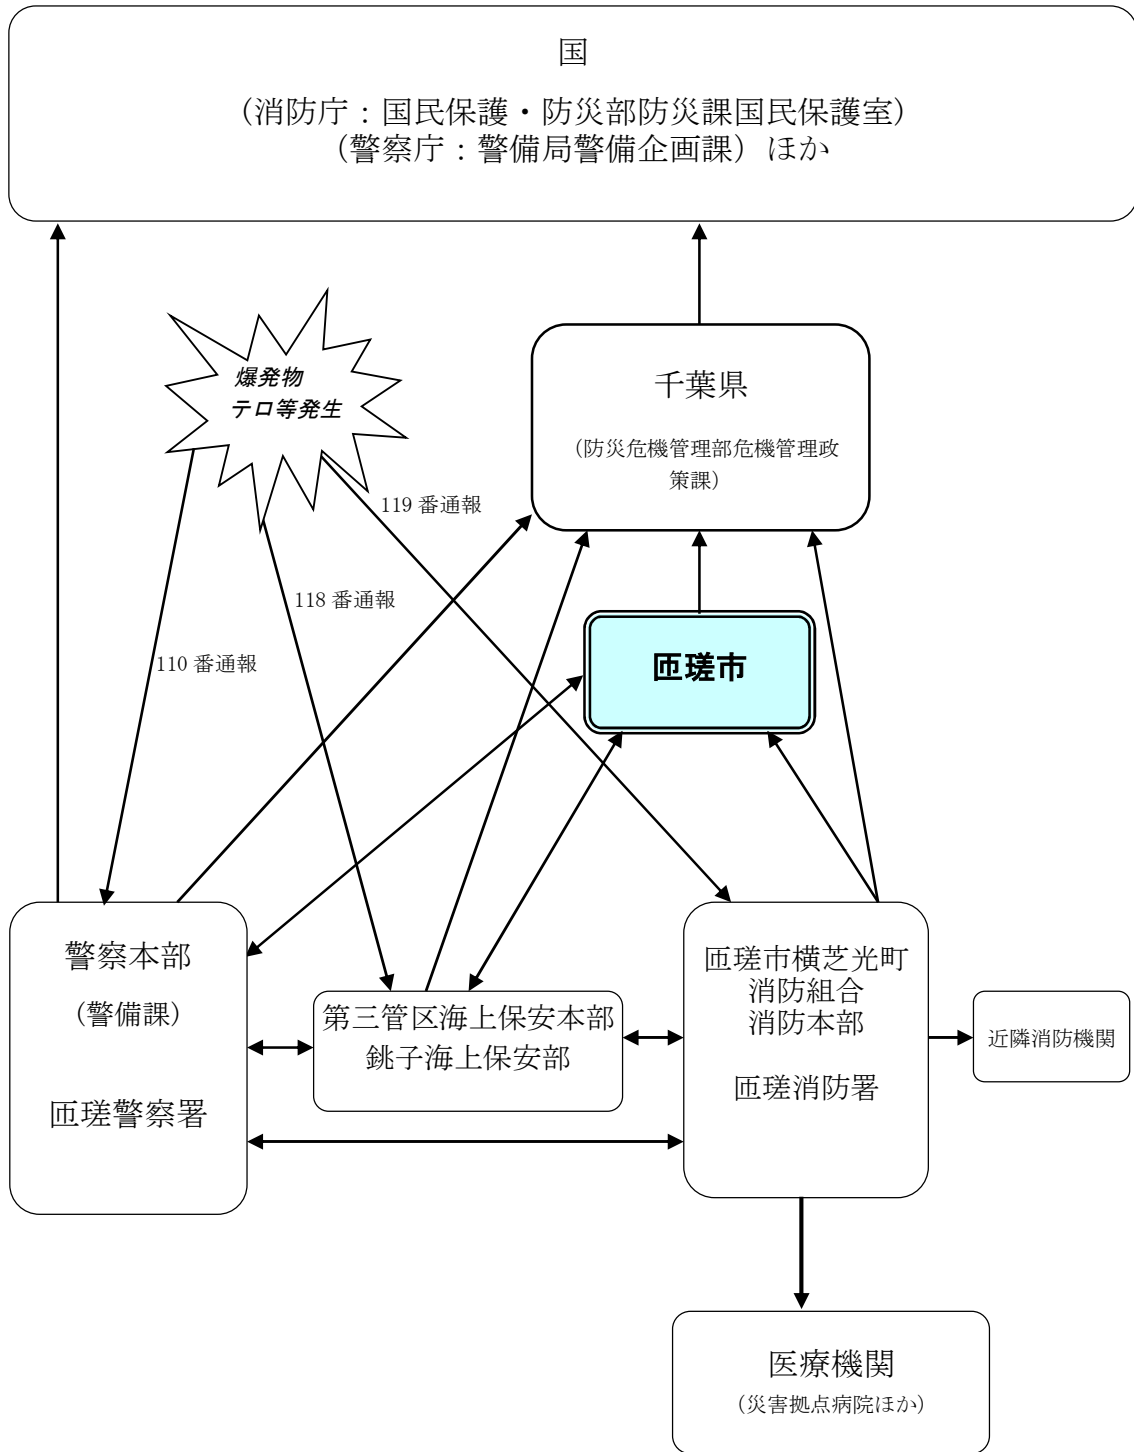 国
（消防庁：国民保護・防災部防災課国民保護室）
（警察庁：警備局警備企画課）ほか
爆発物
テロ等発生
千葉県
（防災危機管理部危機管理政
策課）
119 番通報
118 番通報
110 番通報
匝瑳市
警察本部
（警備課）
匝瑳警察署
第三管区海上保安本部
銚子海上保安部
匝瑳市横芝光町
消防組合
消防本部
匝瑳消防署
近隣消防機関
医療機関
（災害拠点病院ほか）